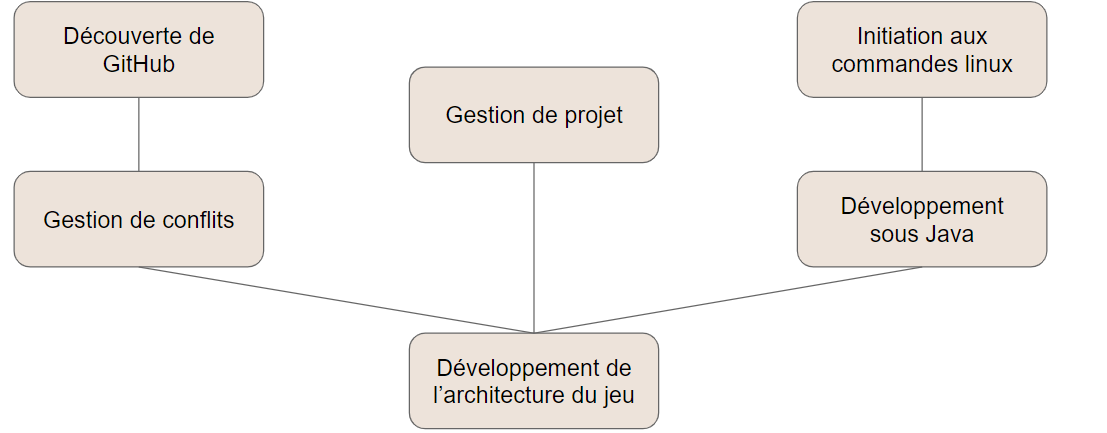 Découverte de
GitHub
Initiation aux
commandes linux
Gestion de projet
Gestion de conflits
Développement
sous Java
Développement de
l’architecture du jeu